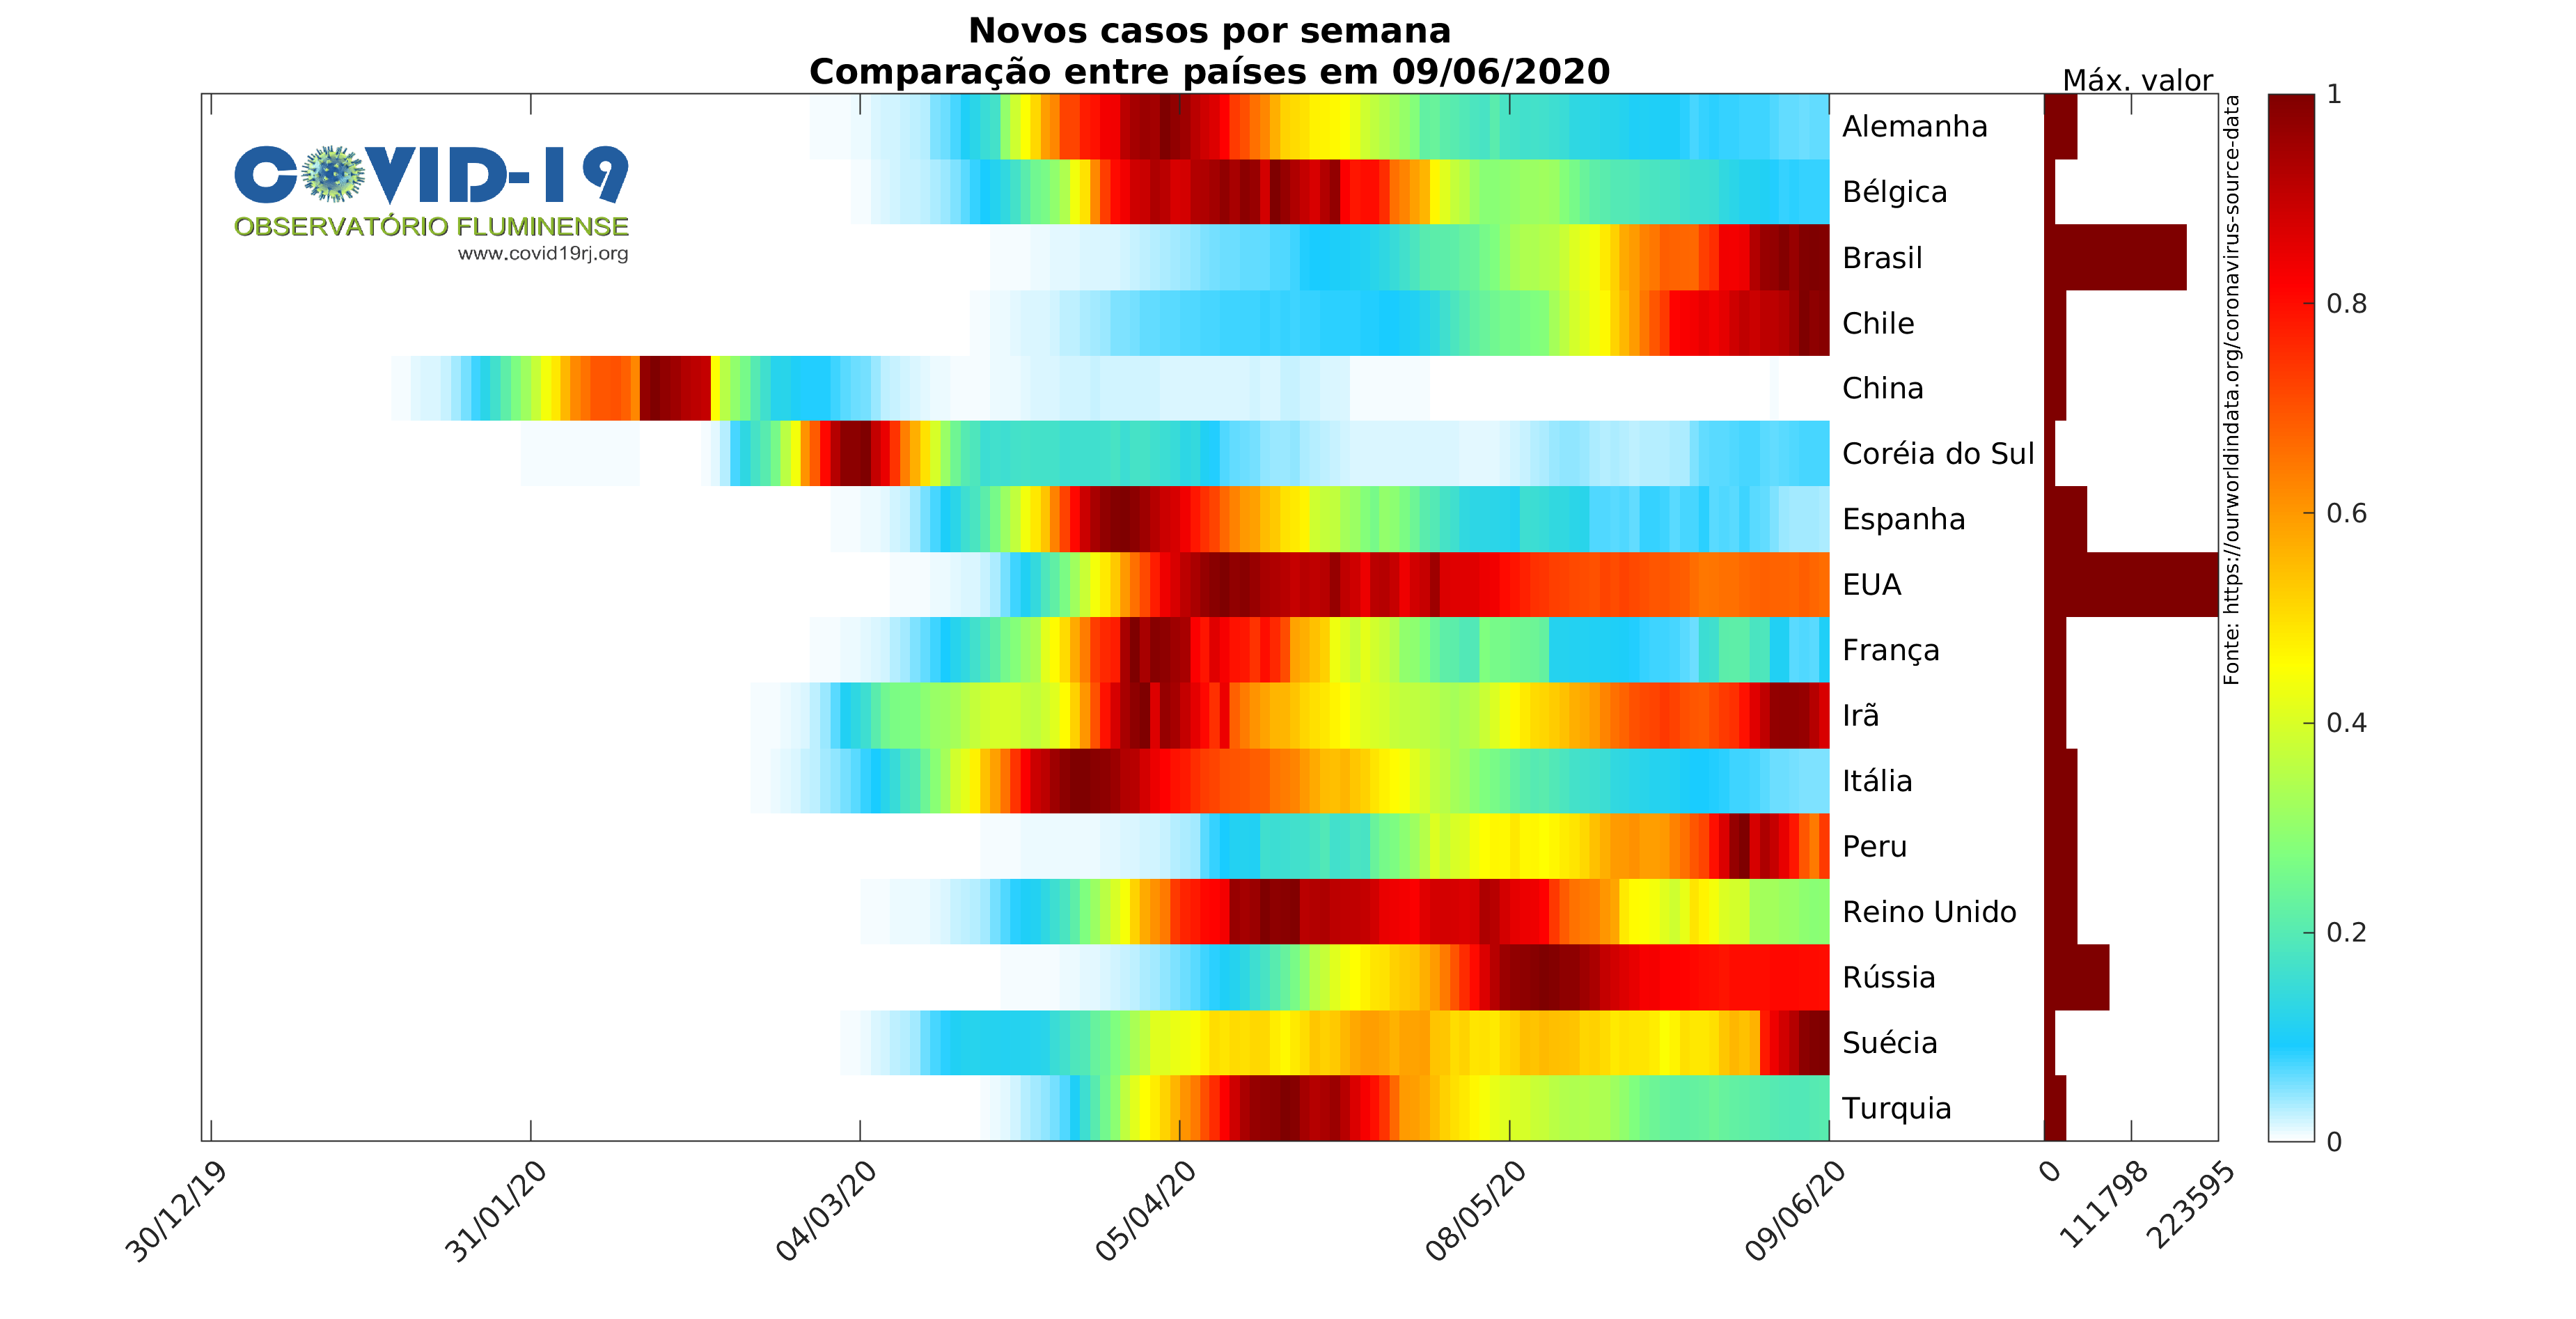 Novos casos por semana
Comparação entre países em 09/06/2020
Máx. valor
COVID-19
OBSERVATÓRIO FLUMINENSE
www.covid19rj.org
Alemanha
Bélgica
Brasil
Chile
China
Coréia do Sul
Espanha
EUA
França
Irã
Itália
Peru
Reino Unido
Rússia
Suécia
Turquia
Fonte: https://ourworldindata.org/coronavirus-source-data
1
0.8
0.6
0.4
0.2
0
30/12/19
31/01/20
04/03/20
05/04/20
08/05/20
09/06/20
0
111798
223595